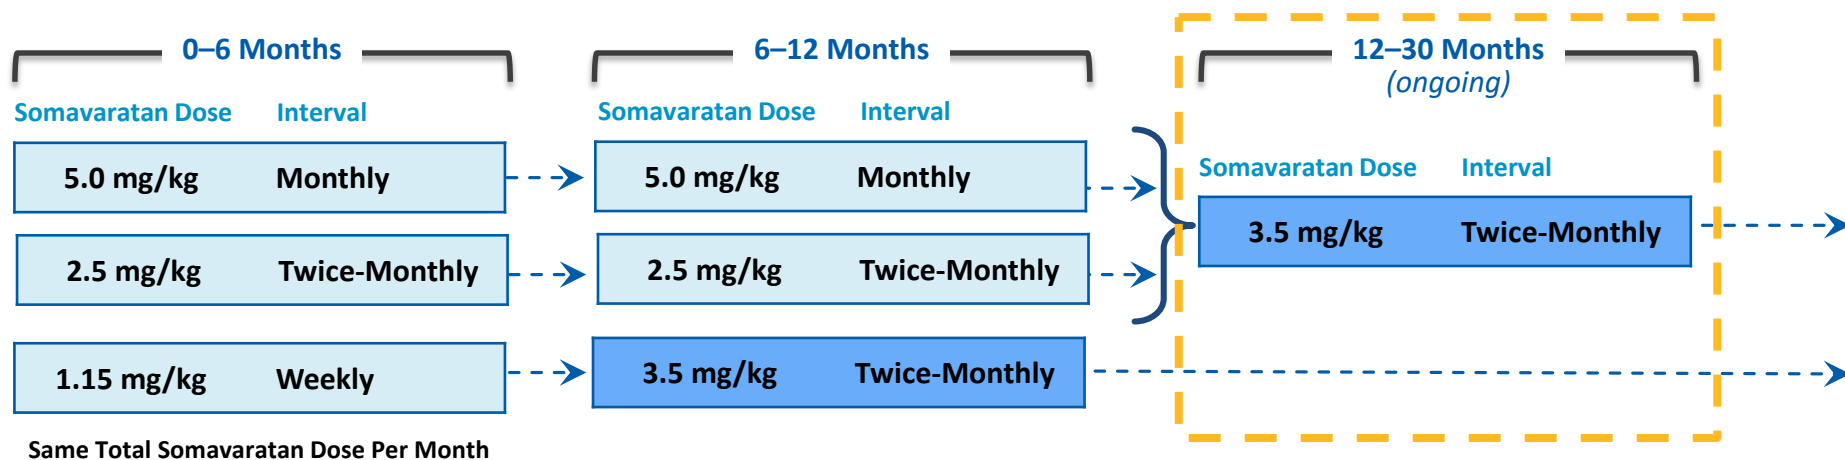 0–6 Months
Somavaratan Dose Interval
5.0 mg/kg Monthly
2.5 mg/kg Twice-Monthly
1.15 mg/kg Weekly
Same Total Somavaratan Dose Per Month
6–12 Months
Somavaratan Dose Interval
5.0 mg/kg Monthly
2.5 mg/kg Twice-Monthly
3.5 mg/kg Twice-Monthly
12–30 Months
(ongoing)
Somavaratan Dose Interval
3.5 mg/kg Twice-Monthly